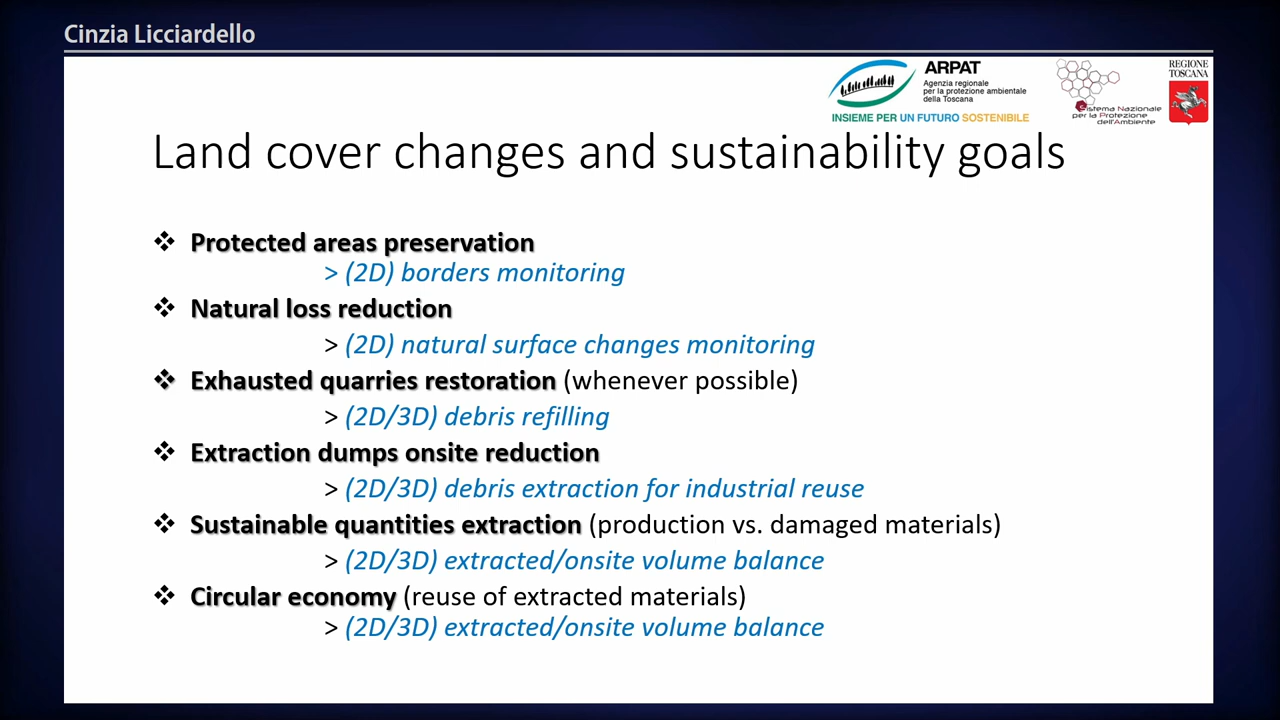 Cinzia Licciardello
ARPAT
Agenzia regionale
per la protezione ambientale
della Toscana
INSIEME PER UN FUTURO SOSTENIBILE
Sistema Nazionale
per la Protezione
dell'Ambiente
REGIONE
TOSCANA
Land cover changes and sustainability goals
❖ Protected areas preservation
> (2D) borders monitoring
❖ Natural loss reduction
> (2D) natural surface changes monitoring
❖ Exhausted quarries restoration (whenever possible)
> (2D/3D) debris refilling
❖ Extraction dumps onsite reduction
> (2D/3D) debris extraction for industrial reuse
❖ Sustainable quantities extraction (production vs. damaged materials)
> (2D/3D) extracted/onsite volume balance
❖ Circular economy (reuse of extracted materials)
> (2D/3D) extracted/onsite volume balance